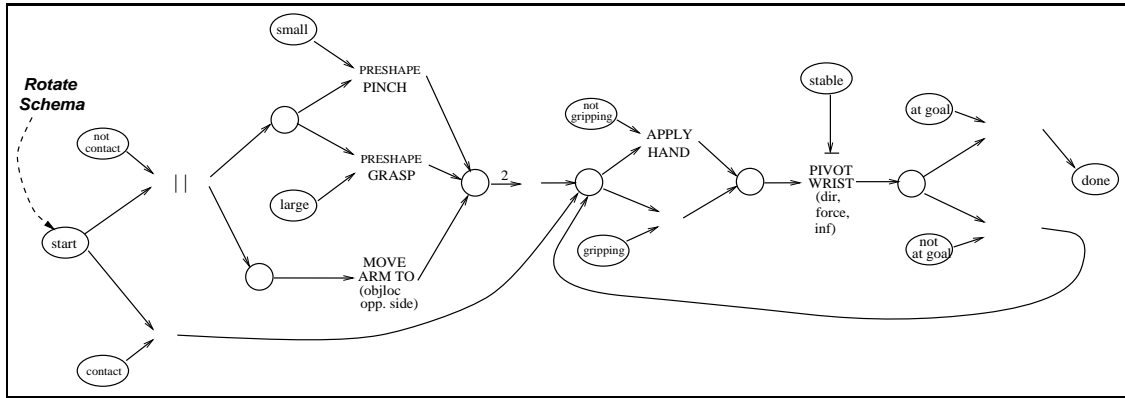 small
PRESHAPE
PINCH
stable
Rotate
Schema
not
contact
not
gripping
at goal
APPLY
HAND
| |
PRESHAPE
GRASP
2
PIVOT
WRIST
(dir,
force,
inf)
done
large
start
gripping
not
at goal
MOVE
ARM TO
(objloc
opp. side)
contact